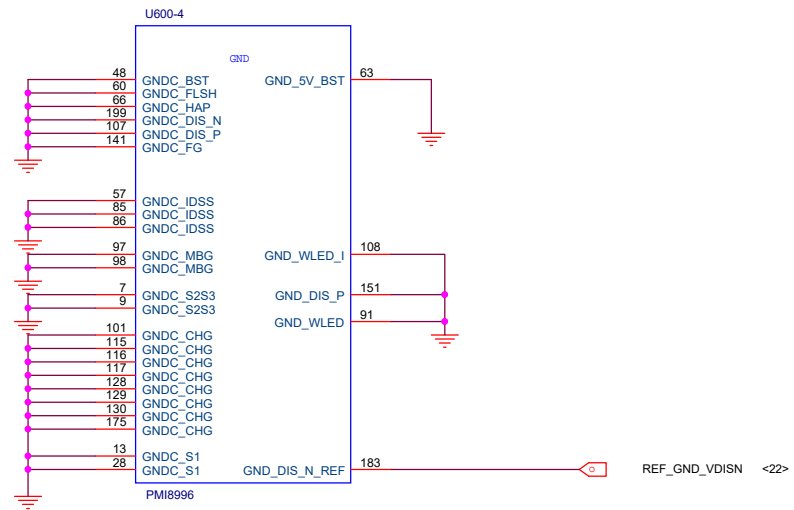 U600-4
GND
48 GNDC_BST GND_5V_BST 63
60 GNDC_FLSH
66 GNDC_HAP
199 GNDC_DIS_N
107 GNDC_DIS_P
141 GNDC_FG
57 GNDC_IDSS
85 GNDC_IDSS
86 GNDC_IDSS
97 GNDC_MBG GND_WLED_I 108
98 GNDC_MBG
7 GNDC_S2S3 GND_DIS_P 151
9 GNDC_S2S3
GND_WLED 91
101 GNDC_CHG
115 GNDC_CHG
116 GNDC_CHG
117 GNDC_CHG
128 GNDC_CHG
129 GNDC_CHG
130 GNDC_CHG
175 GNDC_CHG
13 GNDC_S1
28 GNDC_S1 GND_DIS_N_REF 183 REF_GND_VDISN <22>
PMI8996